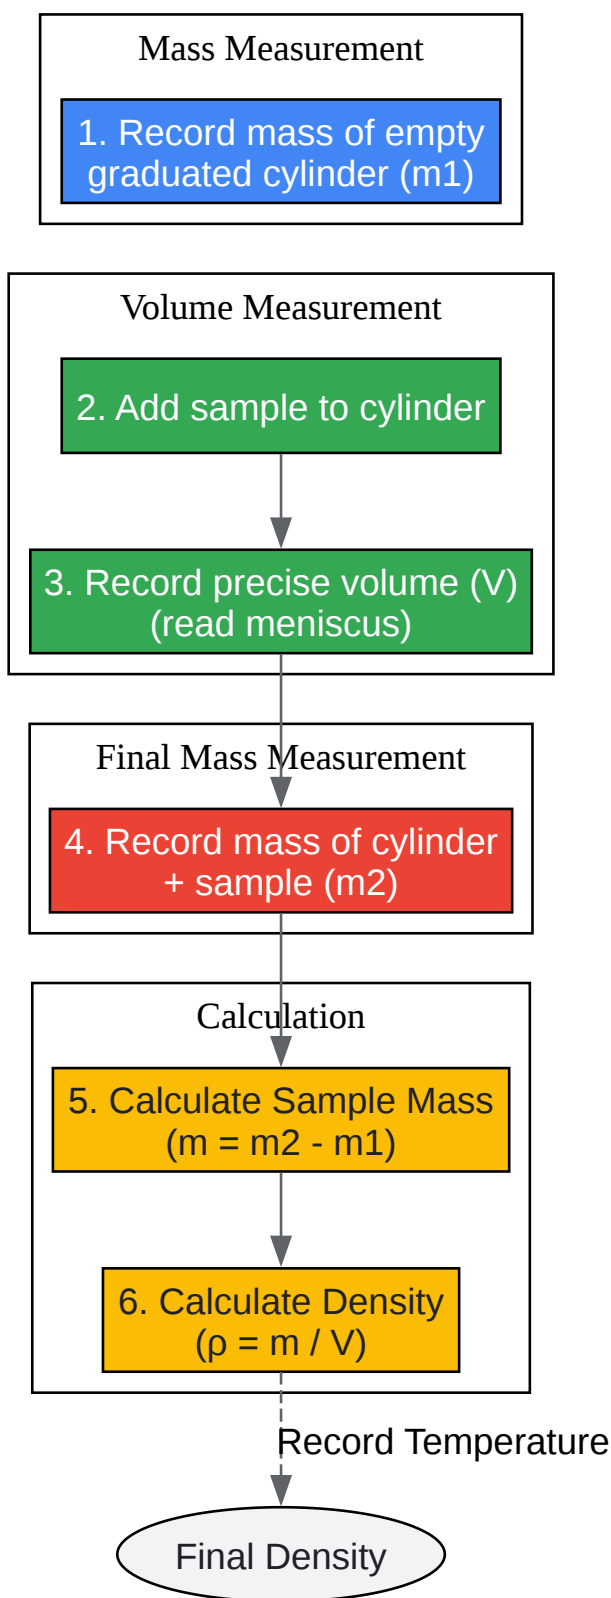 Mass Measurement
1. Record mass of empty
graduated cylinder (m1)
Volume Measurement
2. Add sample to cylinder
3. Record precise volume (V)
(read meniscus)
Final Mass Measurement
4. Record mass of cylinder
+ sample (m2)
Calculation
5. Calculate Sample Mass
(m = m2 - m1)
6. Calculate Density
(ρ = m / V)
Record Temperature
Final Density